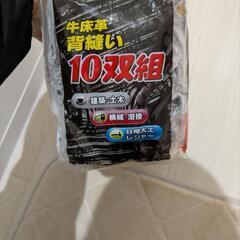 牛床革
背縫い
10双組
建築 土木
機械 溶接
日曜大工
レジャー